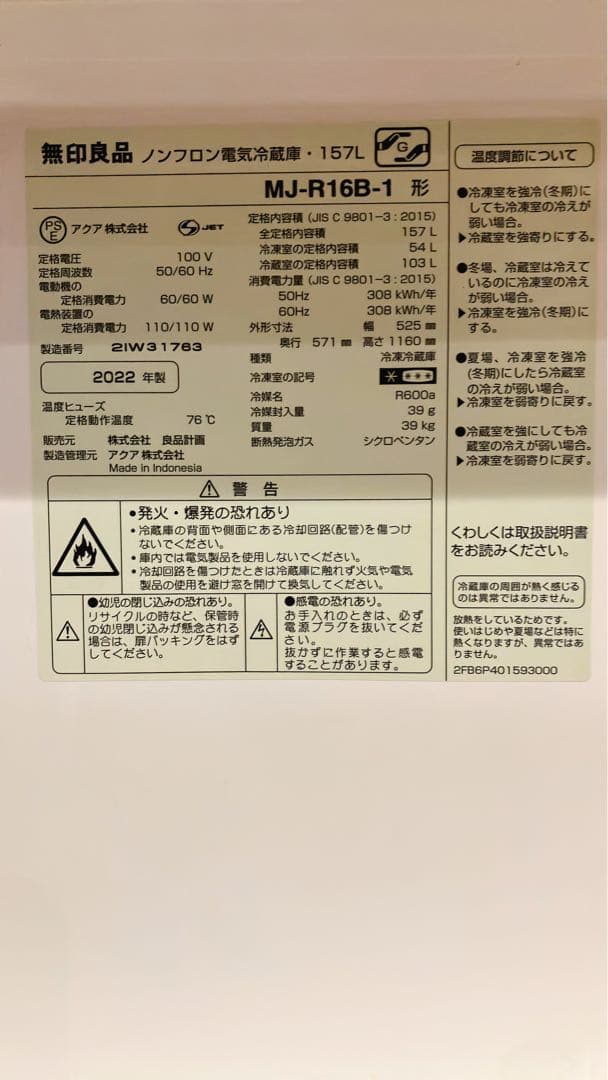 無印良品 ノンフロン電気冷蔵庫・157L
G
MJ-R16B-1 形
PS
E
アクア株式会社
JET
定格電圧 100 V
定格周波数 50/60 Hz
電動機の
定格消費電力 60/60 W
電熱装置の
定格消費電力 110/110 W
製造番号 2IW31763
2022 年製
温度ヒューズ
定格動作温度 76 ℃
販売元 株式会社 良品計画
製造管理元 アクア株式会社
Made in Indonesia
定格内容積 (JIS C 9801-3 : 2015)
全定格内容積 157 L
冷凍室の定格内容積 54 L
冷蔵室の定格内容積 103 L
消費電力量 (JIS C 9801-3 : 2015)
50Hz 308 kWh/年
60Hz 308 kWh/年
外形寸法 幅 525 ㎜
奥行 571 ㎜ 高さ 1160 ㎜
種類 冷凍冷蔵庫
冷凍室の記号
冷媒名 R600a
冷媒封入量 39 g
質量 39 kg
断熱発泡ガス シクロペンタン
警 告
●発火・爆発の恐れあり
・冷蔵庫の背面や側面にある冷却回路(配管)を傷つけ
ないでください。
・庫内では電気製品を使用しないでください。
・冷却回路を傷つけたときは冷蔵庫に触れず火気や電気
製品の使用を避け窓を開けて換気してください。
●幼児の閉じ込みの恐れあり。
リサイクルの時など、保管時
の幼児閉じ込みが懸念される
場合は、扉パッキングをはず
してください。
●感電の恐れあり。
お手入れのときは、必ず
電源プラグを抜いてくだ
さい。
抜かずに作業すると感電
することがあります。
温度調節について
●冷凍室を強冷(冬期)に
しても冷凍室の冷えが
弱い場合。
▶冷蔵室を強寄りにする。
●冬場、冷蔵室は冷えて
いるのに冷凍室の冷え
が弱い場合。
▶冷凍室を強冷(冬期)に
する。
●夏場、冷凍室を強冷
(冬期)にしたら冷蔵室
の冷えが弱い場合。
▶冷凍室を弱寄りに戻す。
●冷蔵室を強にしても冷
蔵室の冷えが弱い場合。
▶冷凍室を弱寄りに戻す。
くわしくは取扱説明書
をお読みください。
冷蔵庫の周囲が熱く感じる
のは異常ではありません。
放熱をしているためです。
使いはじめや夏場などは特に
熱くなりますが、異常ではあ
りません。
2FB6P401593000